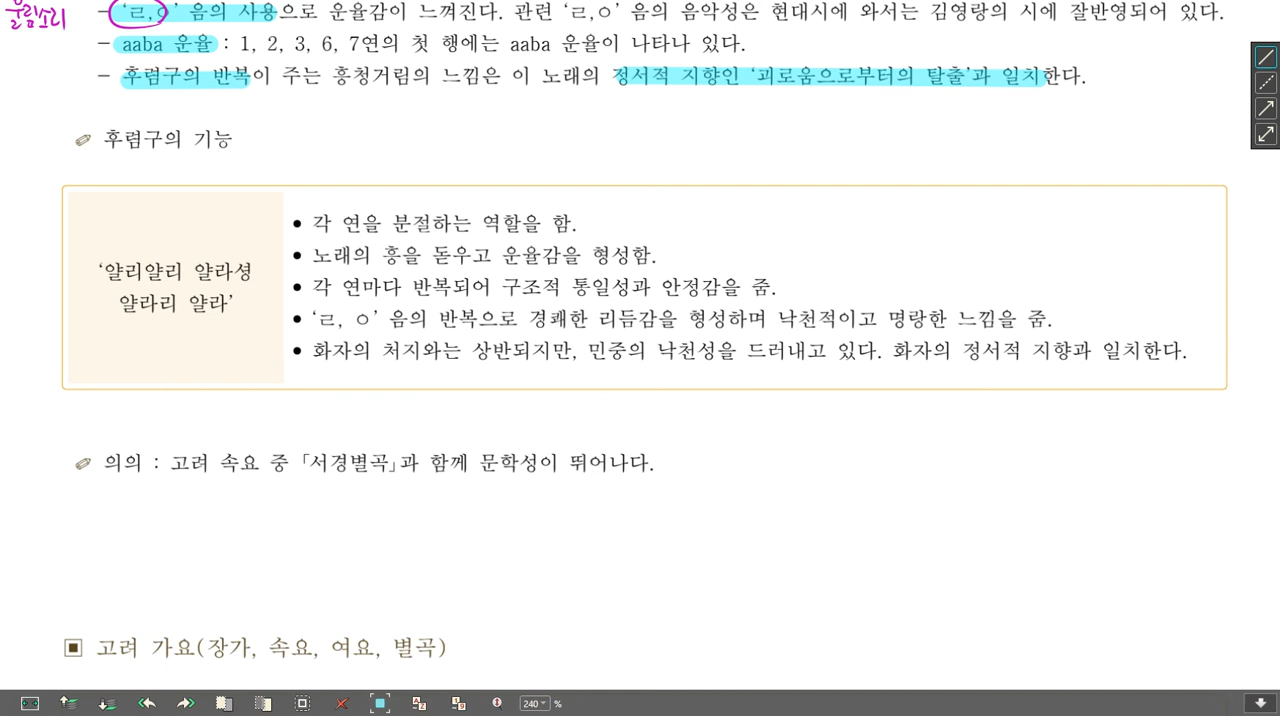 울림소리
- 'ㄹ,ㅇ' 음의 사용으로 운율감이 느껴진다. 관련 'ㄹ,ㅇ' 음의 음악성은 현대시에 와서는 김영랑의 시에 잘반영되어 있다.
- aaba 운율 : 1, 2, 3, 6, 7연의 첫 행에는 aaba 운율이 나타나 있다.
- 후렴구의 반복이 주는 흥청거림의 느낌은 이 노래의 정서적 지향인 '괴로움으로부터의 탈출'과 일치한다.
후렴구의 기능
'얄리얄리 얄라셩
얄라리 얄라'
• 각 연을 분절하는 역할을 함.
• 노래의 흥을 돋우고 운율감을 형성함.
• 각 연마다 반복되어 구조적 통일성과 안정감을 줌.
• 'ㄹ, ㅇ' 음의 반복으로 경쾌한 리듬감을 형성하며 낙천적이고 명랑한 느낌을 줌.
• 화자의 처지와는 상반되지만, 민중의 낙천성을 드러내고 있다. 화자의 정서적 지향과 일치한다.
의의 : 고려 속요 중 「서경별곡」과 함께 문학성이 뛰어나다.
▣ 고려 가요(장가, 속요, 여요, 별곡)
240 %